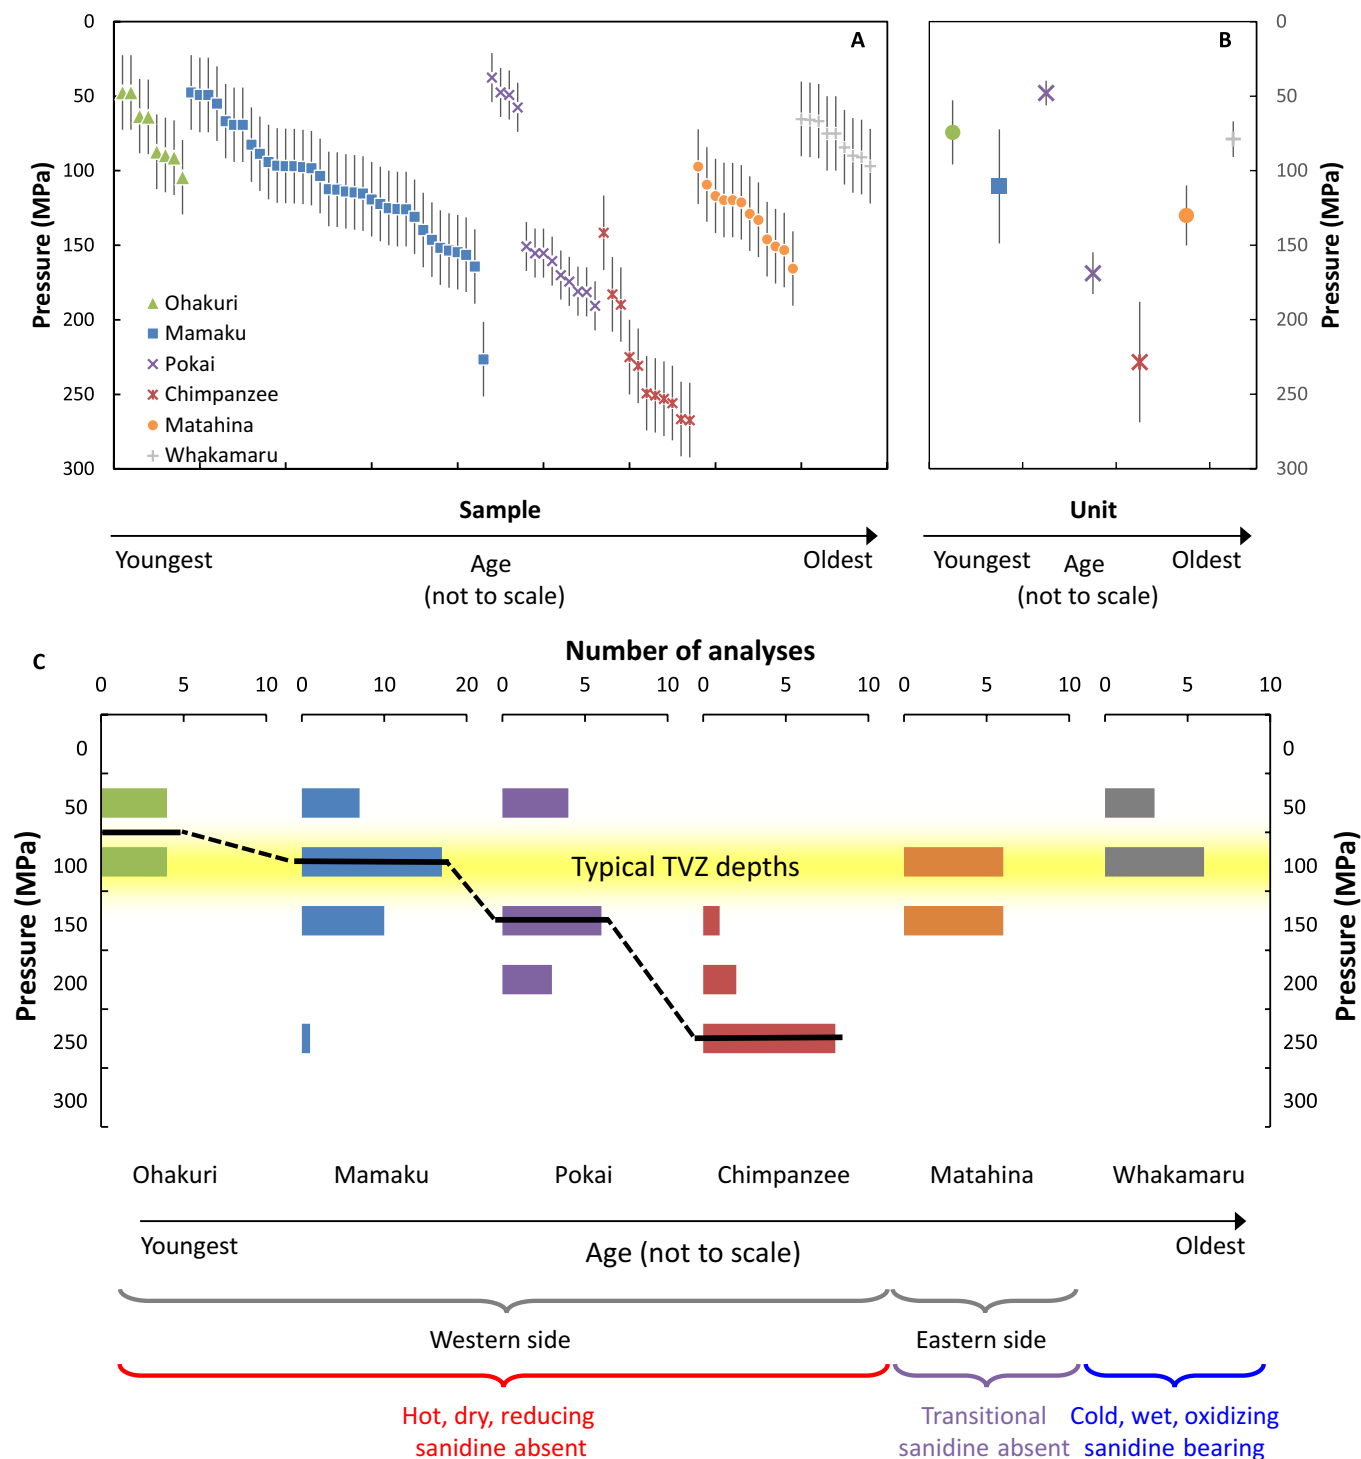 A
B
0
50
100
150
200
250
300
Pressure (MPa)
Ohakuri
Mamaku
Pokai
Chimpanzee
Matahina
Whakamaru
0
50
100
150
200
250
300
Pressure (MPa)
Sample
Unit
Youngest
Age
(not to scale)
Oldest
Youngest
Age
(not to scale)
Oldest
C
Number of analyses
0 5 10 0 10 20 0 5 10 0 5 10 0 5 10 0 5 10
0
50
100
150
200
250
300
Pressure (MPa)
Typical TVZ depths
0
50
100
150
200
250
300
Pressure (MPa)
Ohakuri Mamaku Pokai Chimpanzee Matahina Whakamaru
Youngest
Age (not to scale)
Oldest
Western side
Eastern side
Hot, dry, reducing
sanidine absent
Transitional
sanidine absent
Cold, wet, oxidizing
sanidine bearing